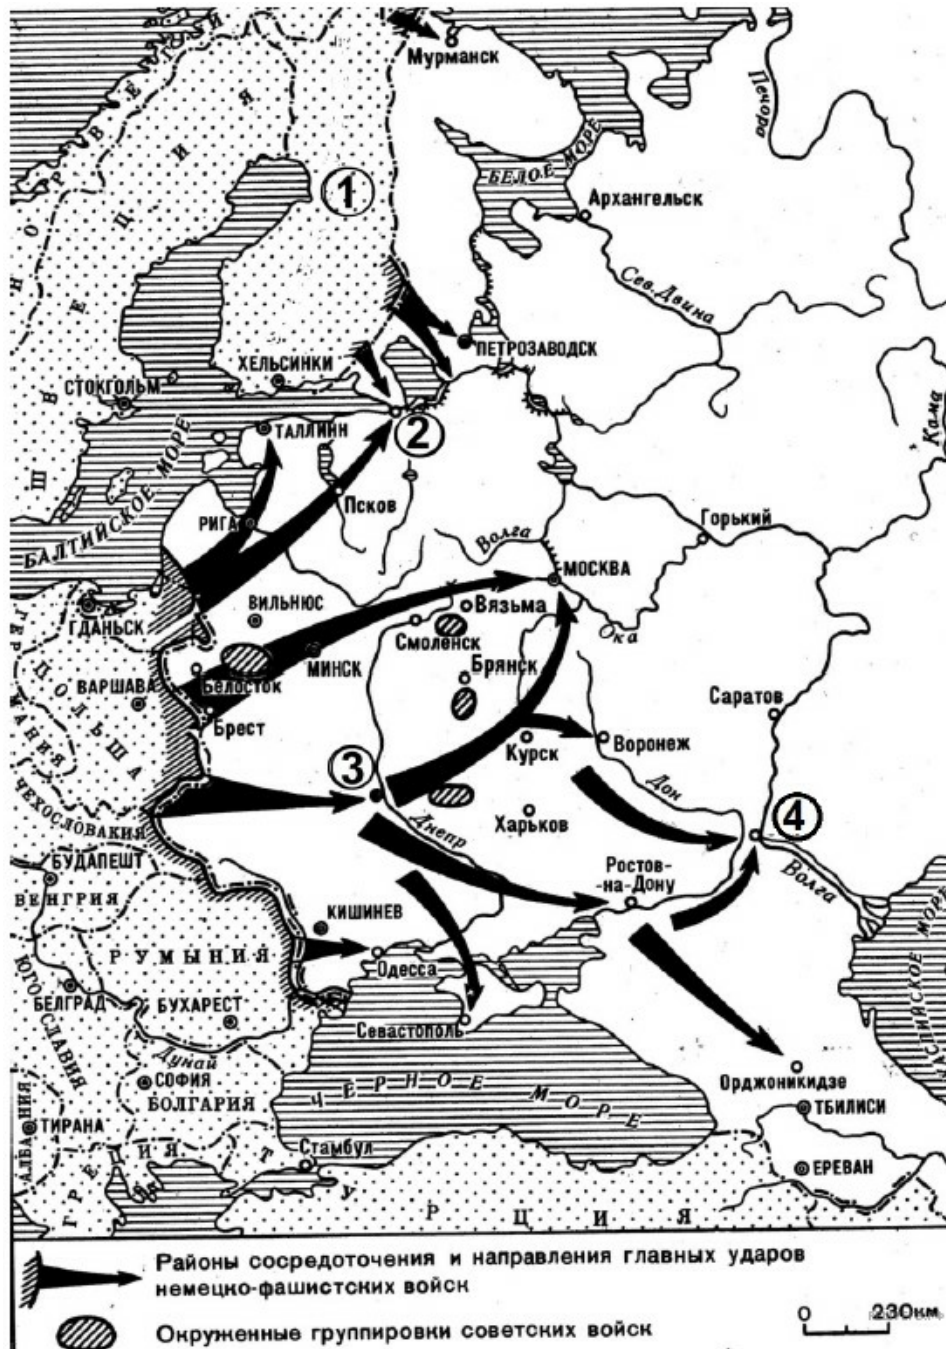 Мурманск
Печора
НОРВЕГИЯ
ШВЕЦИЯ
1
БЕЛОЕ МОРЕ
Архангельск
Сев. Двина
ПЕТРОЗАВОДСК
ХЕЛЬСИНКИ
СТОКГОЛЬМ
Кама
ТАЛЛИНН
2
БАЛТИЙСКОЕ МОРЕ
Псков
РИГА
Волга
Горький
МОСКВА
ГДАНЬСК
ВИЛЬНЮС
Вязьма
Смоленск
Ока
ГЕРМАНИЯ
ПОЛЬША
МИНСК
Брянск
ВАРШАВА
Белосток
Саратов
Брест
Курск
Воронеж
3
Дон
4
ЧЕХОСЛОВАКИЯ
Днепр
Харьков
БУДАПЕШТ
Ростов-
-на-Дону
Волга
ВЕНГРИЯ
КИШИНЕВ
РУМЫНИЯ
Одесса
ЮГОСЛАВИЯ
БЕЛГРАД
БУХАРЕСТ
Севастополь
КАСПИЙСКОЕ МОРЕ
Дунай
СОФИЯ
ЧЕРНОЕ МОРЕ
Орджоникидзе
БОЛГАРИЯ
ТБИЛИСИ
АЛБАНИЯ
ТИРАНА
Стамбул
ЕРЕВАН
ГРЕЦИЯ
ТУРЦИЯ
Районы сосредоточения и направления главных ударов
немецко-фашистских войск
0 230км
Окруженные группировки советских войск